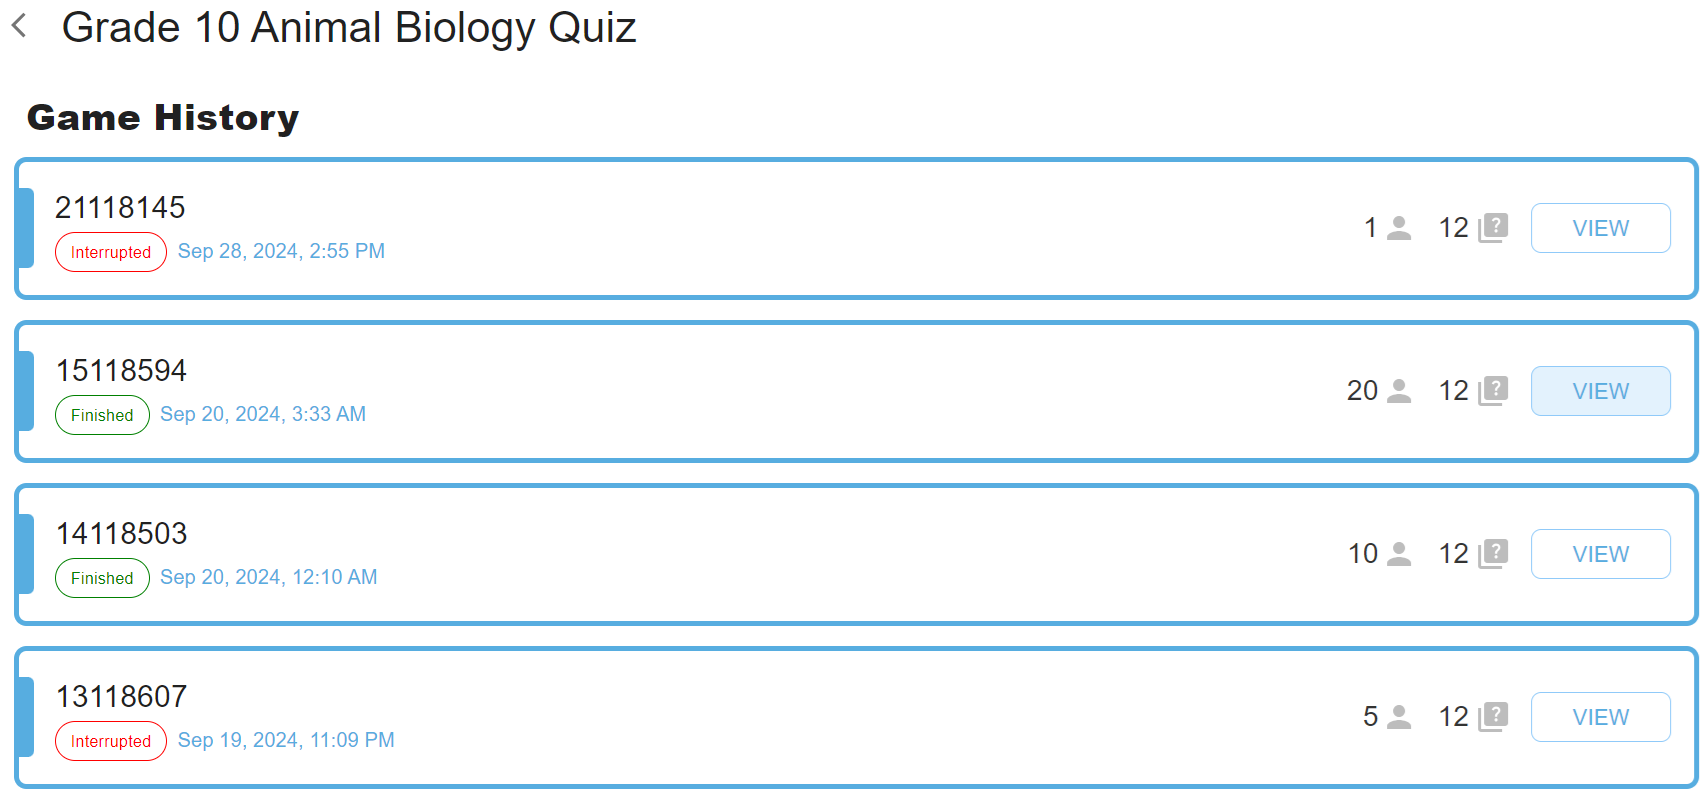 Grade 10 Animal Biology Quiz
Game History
21118145
Interrupted Sep 28, 2024, 2:55 PM
1 12 ? VIEW
15118594
Finished Sep 20, 2024, 3:33 AM
20 12 ? VIEW
14118503
Finished Sep 20, 2024, 12:10 AM
10 12 ? VIEW
13118607
Interrupted Sep 19, 2024, 11:09 PM
5 12 ? VIEW